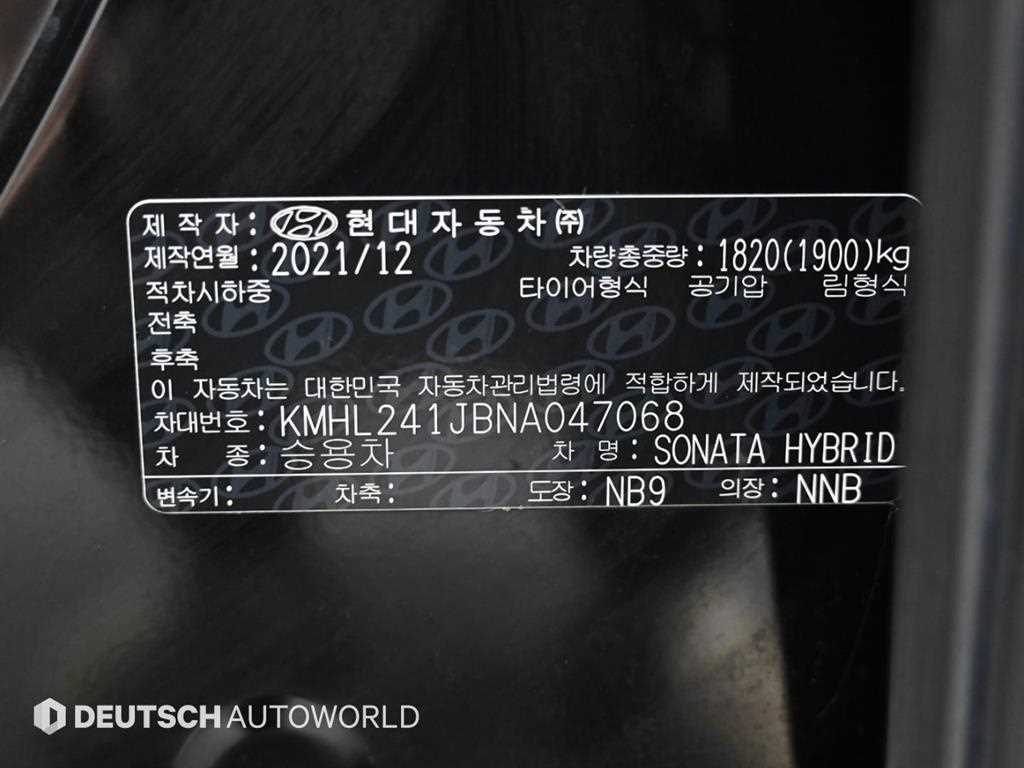 제작자: 현대자동차(주)
제작연월: 2021/12 차량총중량: 1820(1900)kg
적차시하중 타이어형식 공기압 림형식
전축
후축
이 자동차는 대한민국 자동차관리법령에 적합하게 제작되었습니다.
차대번호: KMHL241JBNA047068
차 종: 승용차 차 명: SONATA HYBRID
변속기: 차축: 도장: NB9 의장: NNB
DEUTSCH AUTOWORLD